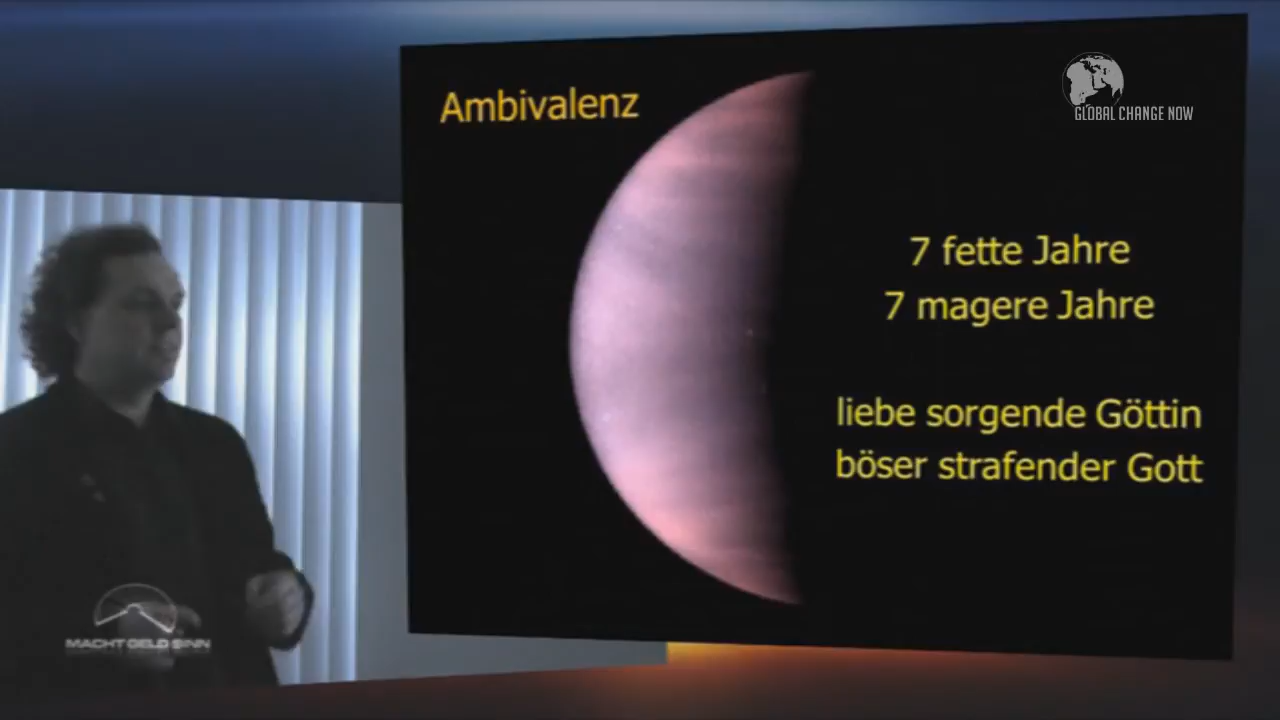 Ambivalenz
GLOBAL CHANGE NOW
7 fette Jahre
7 magere Jahre
liebe sorgende Göttin
böser strafender Gott
MACHT GELD SINN